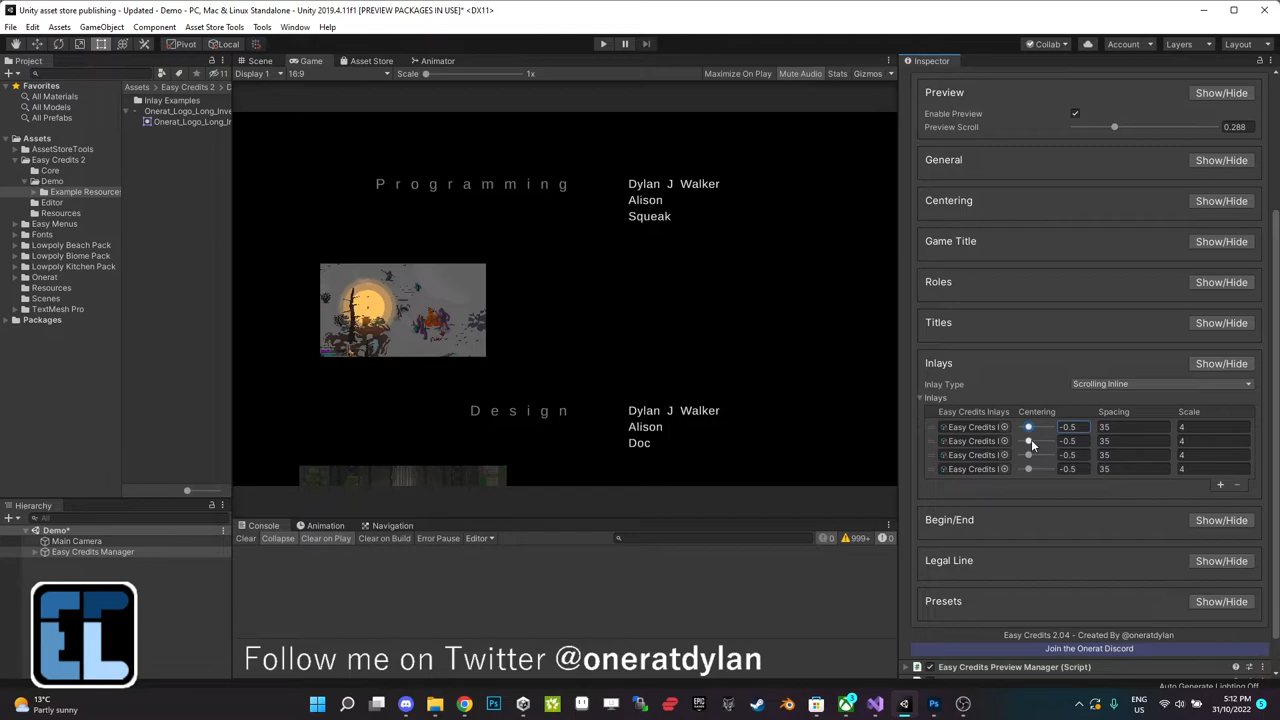 Unity asset store publishing - Updated - Demo - PC, Mac & Linux Standalone - Unity 2019.4.11f1 [PREVIEW PACKAGES IN USE]* <DX11>
File Edit Assets GameObject Component Asset Store Tools Tools Window Help
Pivot Local Collab Account Layers Layout
Project
Favorites
All Materials
All Models
All Prefabs
Assets
AssetStoreTools
Easy Credits 2
Core
Demo
Example Resources
Editor
Resources
Easy Menus
Fonts
Lowpoly Beach Pack
Lowpoly Biome Pack
Lowpoly Kitchen Pack
Onerat
Resources
Scenes
TextMesh Pro
Packages
11
Assets > Easy Credits 2 > D
Inlay Examples
Onerat_Logo_Long_Inve
Onerat_Logo_Long_In
Scene Game Asset Store Animator
Display 1 16:9 Scale 1x Maximize On Play Mute Audio Stats Gizmos
Programming Dylan J Walker
Alison
Squeak
Design Dylan J Walker
Alison
Doc
Hierarchy
All
Demo*
Main Camera
Easy Credits Manager
Console Animation Navigation
Clear Collapse Clear on Play Clear on Build Error Pause Editor 0 999+ 0
Inspector
Preview Show/Hide
Enable Preview
Preview Scroll 0.288
General Show/Hide
Centering Show/Hide
Game Title Show/Hide
Roles Show/Hide
Titles Show/Hide
Inlays Show/Hide
Inlay Type Scrolling Inline
Inlays
Easy Credits Inlays Centering Spacing Scale
Easy Credits I -0.5 35 4
Easy Credits I -0.5 35 4
Easy Credits I -0.5 35 4
Easy Credits I -0.5 35 4
Begin/End Show/Hide
Legal Line Show/Hide
Presets Show/Hide
Easy Credits 2.04 - Created By @oneratdylan
Join the Onerat Discord
Easy Credits Preview Manager (Script)
Auto Generate Lighting Off
Follow me on Twitter @oneratdylan
13°C
Partly sunny
ENG
US
5:12 PM
31/10/2022